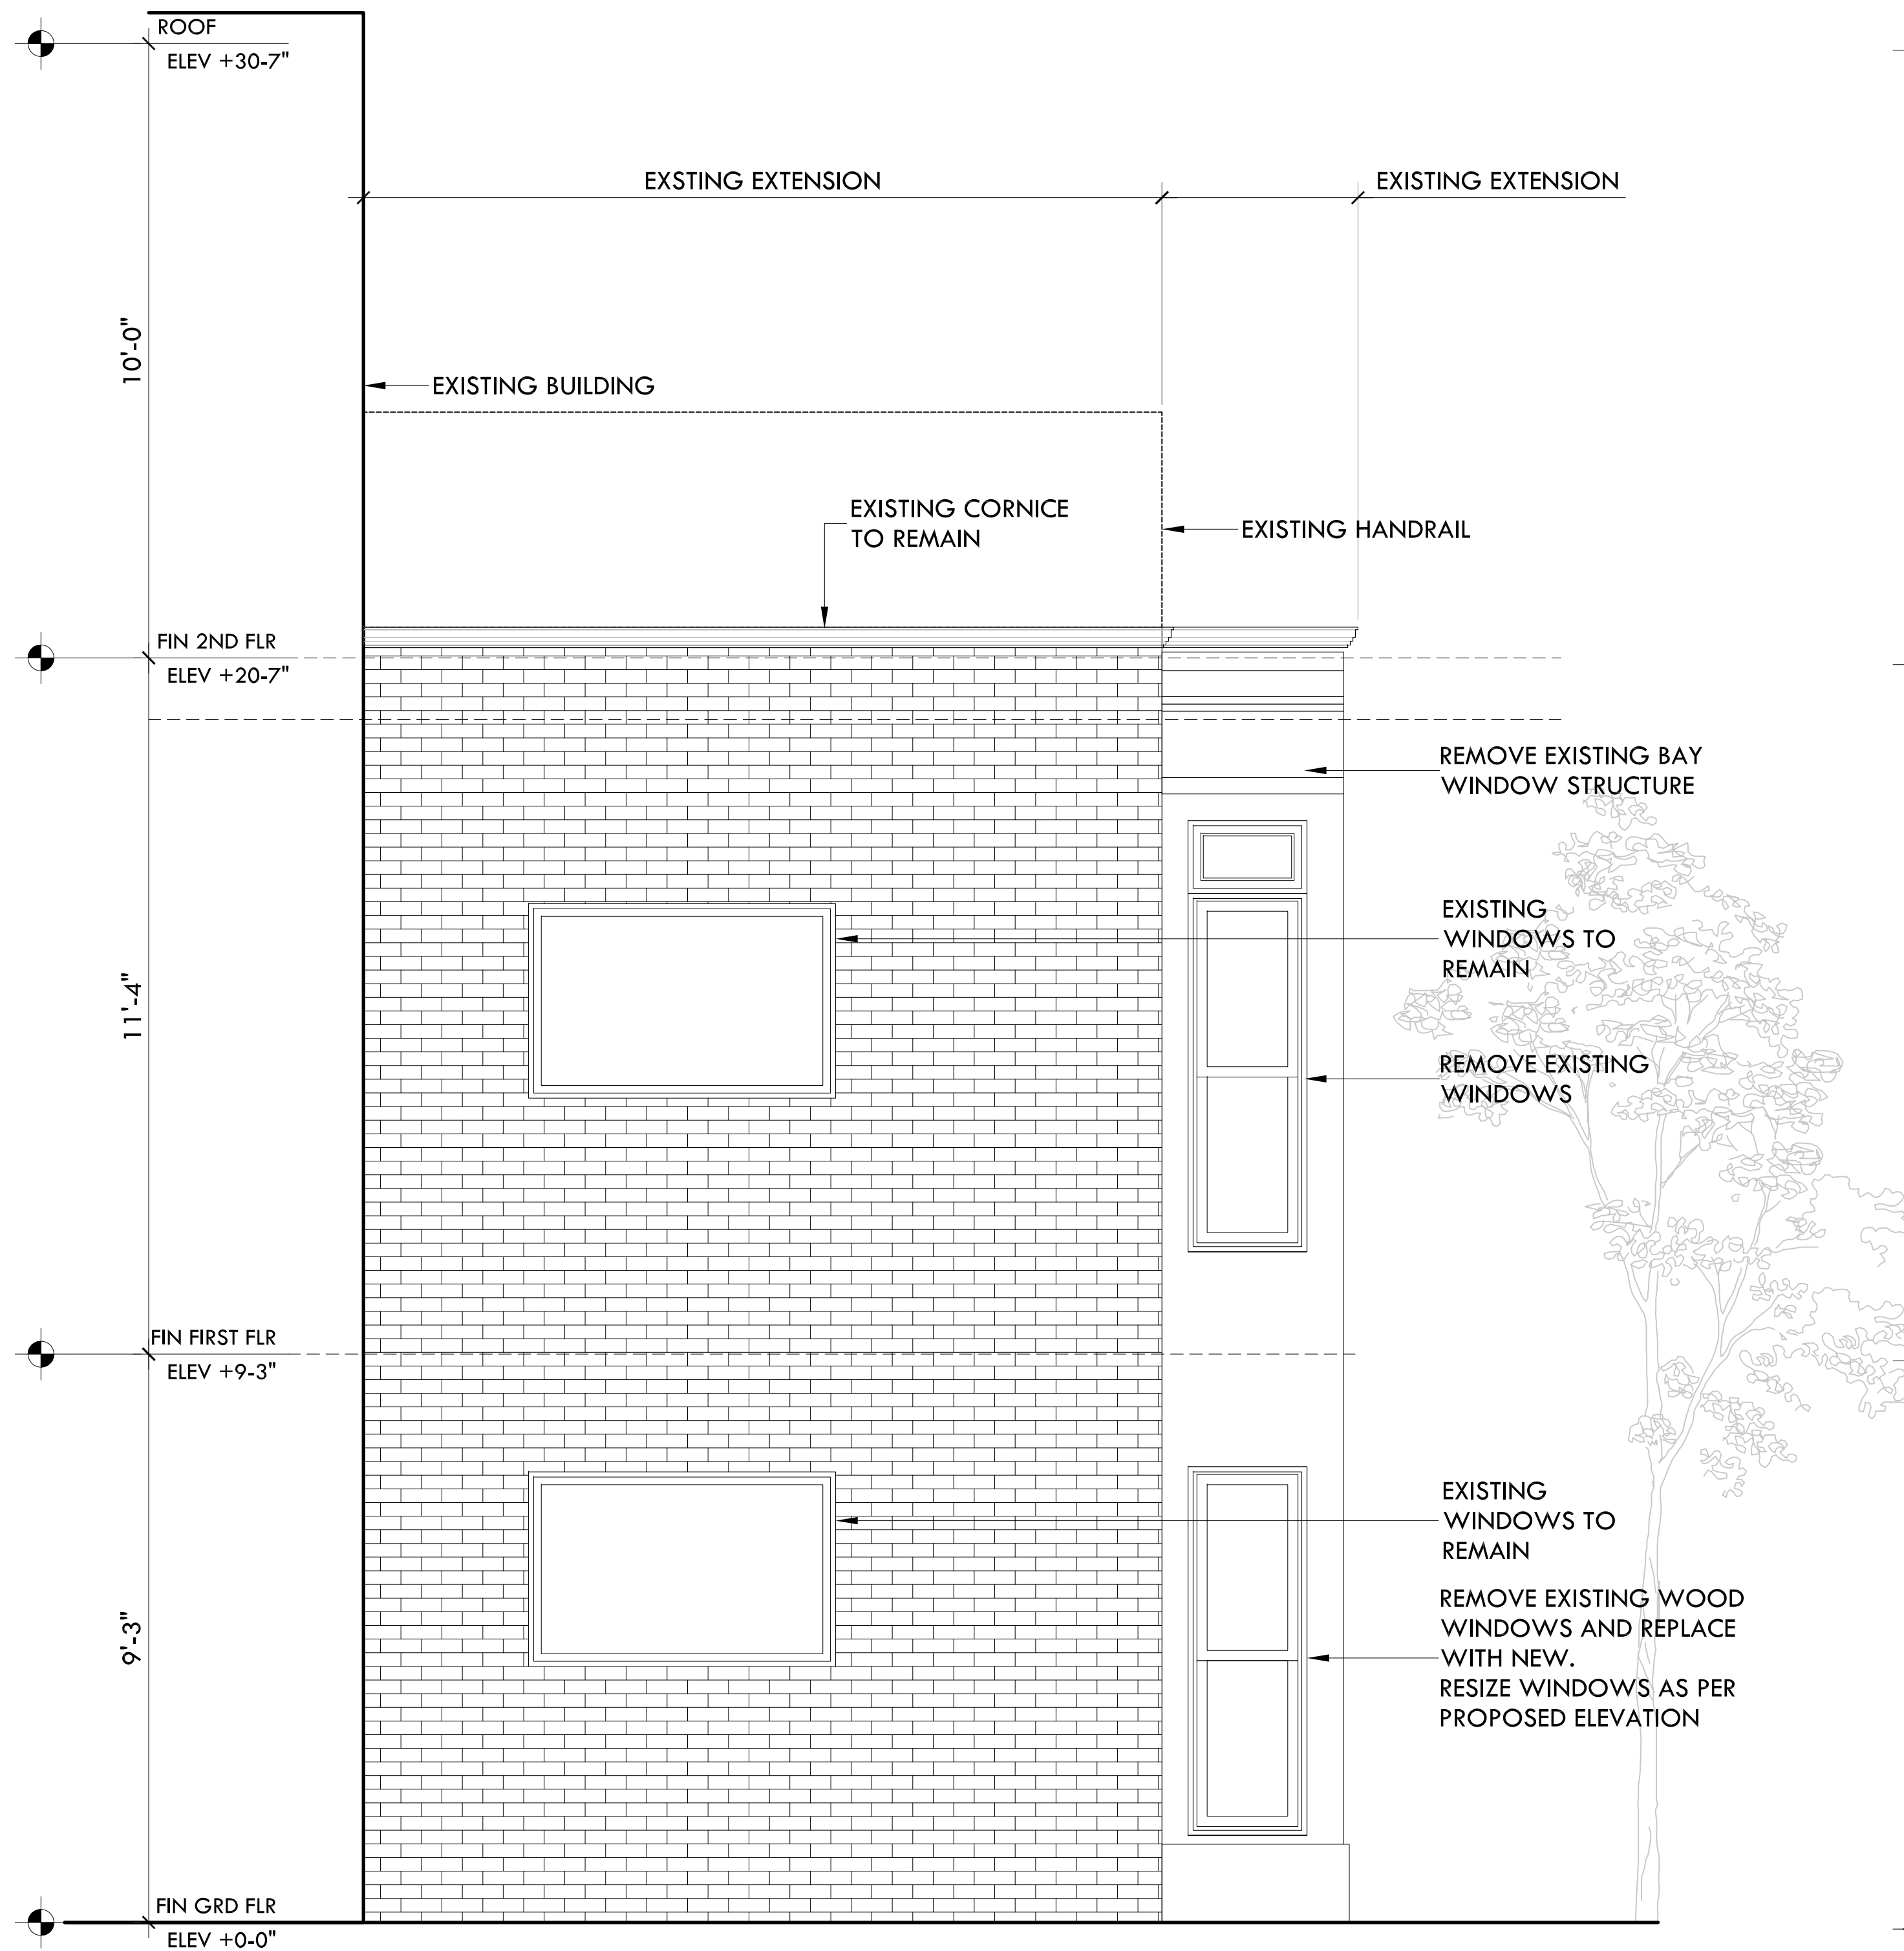 ROOF
ELEV +30-7"
EXSTING EXTENSION
EXISTING EXTENSION
10'-0"
EXISTING BUILDING
EXISTING CORNICE
TO REMAIN
EXISTING HANDRAIL
FIN 2ND FLR
ELEV +20-7"
REMOVE EXISTING BAY
WINDOW STRUCTURE
EXISTING
WINDOWS TO
REMAIN
11'-4"
REMOVE EXISTING
WINDOWS
FIN FIRST FLR
ELEV +9-3"
EXISTING
WINDOWS TO
REMAIN
9'-3"
REMOVE EXISTING WOOD
WINDOWS AND REPLACE
WITH NEW.
RESIZE WINDOWS AS PER
PROPOSED ELEVATION
FIN GRD FLR
ELEV +0-0"